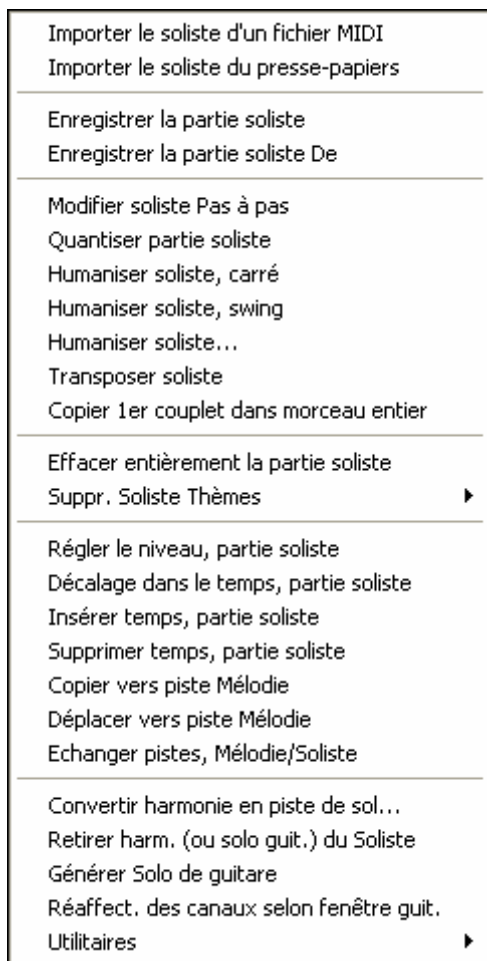 Importer le soliste d'un fichier MIDI
Importer le soliste du presse-papiers
Enregistrer la partie soliste
Enregistrer la partie soliste De
Modifier soliste Pas à pas
Quantiser partie soliste
Humaniser soliste, carré
Humaniser soliste, swing
Humaniser soliste...
Transposer soliste
Copier 1er couplet dans morceau entier
Effacer entièrement la partie soliste
Suppr. Soliste Thèmes
Régler le niveau, partie soliste
Décalage dans le temps, partie soliste
Insérer temps, partie soliste
Supprimer temps, partie soliste
Copier vers piste Mélodie
Déplacer vers piste Mélodie
Echanger pistes, Mélodie/Soliste
Convertir harmonie en piste de sol...
Retirer harm. (ou solo guit.) du Soliste
Générer Solo de guitare
Réaffect. des canaux selon fenêtre guit.
Utilitaires